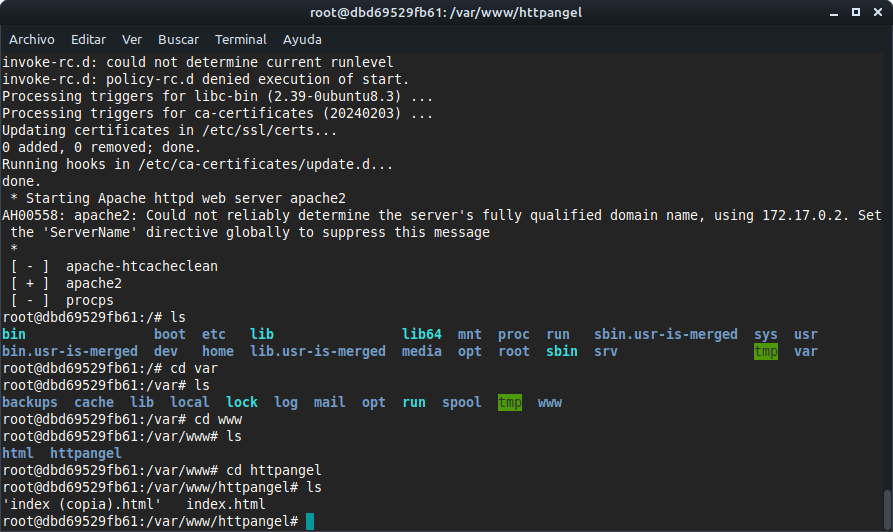 root@dbd69529fb61: /var/www/httpangel
Archivo Editar Ver Buscar Terminal Ayuda
invoke-rc.d: could not determine current runlevel
invoke-rc.d: policy-rc.d denied execution of start.
Processing triggers for libc-bin (2.39-0ubuntu8.3) ...
Processing triggers for ca-certificates (20240203) ...
Updating certificates in /etc/ssl/certs...
0 added, 0 removed; done.
Running hooks in /etc/ca-certificates/update.d...
done.
 * Starting Apache httpd web server apache2
AH00558: apache2: Could not reliably determine the server's fully qualified domain name, using 172.17.0.2. Set
 the 'ServerName' directive globally to suppress this message
 *
 [ - ]  apache-htcacheclean
 [ + ]  apache2
 [ - ]  procps
root@dbd69529fb61:/# ls
bin                boot  etc   lib                lib64  mnt  proc  run   sbin.usr-is-merged  sys  usr
bin.usr-is-merged  dev   home  lib.usr-is-merged  media  opt  root  sbin  srv                 tmp  var
root@dbd69529fb61:/# cd var
root@dbd69529fb61:/var# ls
backups  cache  lib  local  lock  log  mail  opt  run  spool  tmp  www
root@dbd69529fb61:/var# cd www
root@dbd69529fb61:/var/www# ls
html  httpangel
root@dbd69529fb61:/var/www# cd httpangel
root@dbd69529fb61:/var/www/httpangel# ls
'index (copia).html'   index.html
root@dbd69529fb61:/var/www/httpangel#